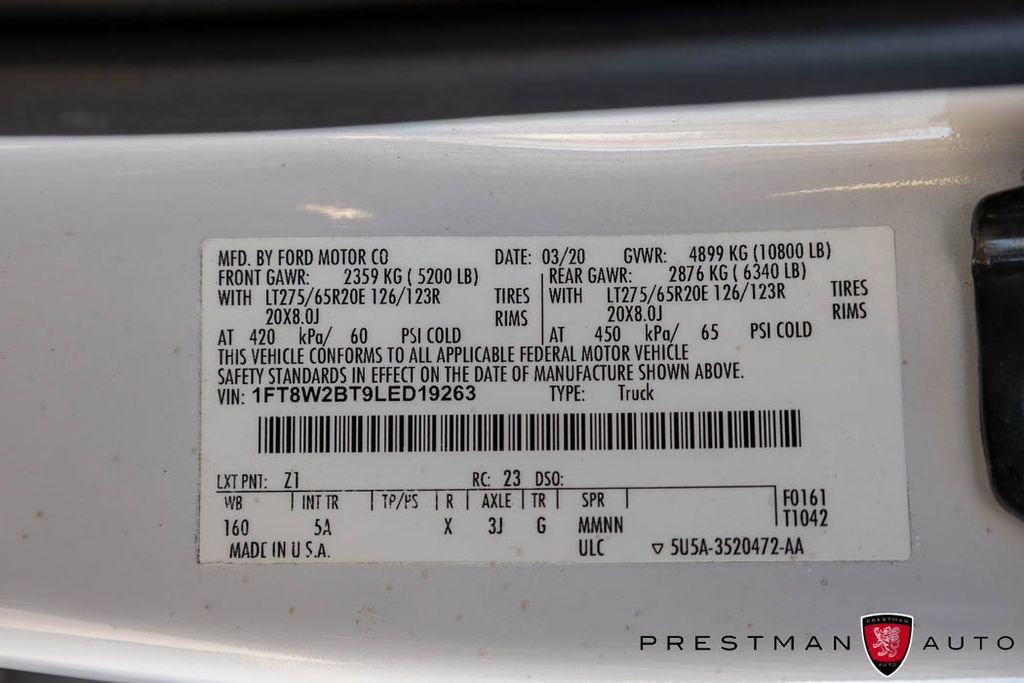 MFD. BY FORD MOTOR CO DATE: 03/20 GVWR: 4899 KG (10800 LB)
FRONT GAWR: 2359 KG ( 5200 LB) REAR GAWR: 2876 KG ( 6340 LB)
WITH LT275/65R20E 126/123R TIRES WITH LT275/65R20E 126/123R TIRES
20X8.0J RIMS 20X8.0J RIMS
AT 420 kPa/ 60 PSI COLD AT 450 kPa/ 65 PSI COLD
THIS VEHICLE CONFORMS TO ALL APPLICABLE FEDERAL MOTOR VEHICLE
SAFETY STANDARDS IN EFFECT ON THE DATE OF MANUFACTURE SHOWN ABOVE.
VIN: 1FT8W2BT9LED19263 TYPE: Truck
EXT PNT: Z1 RC: 23 DSO:
WB INT TR TP/PS R AXLE TR SPR F0161
160 5A X 3J G MMNN T1042
MADE IN U.S.A. ULC ▽ 5U5A-3520472-AA
PRESTMAN PRESTMAN AUTO